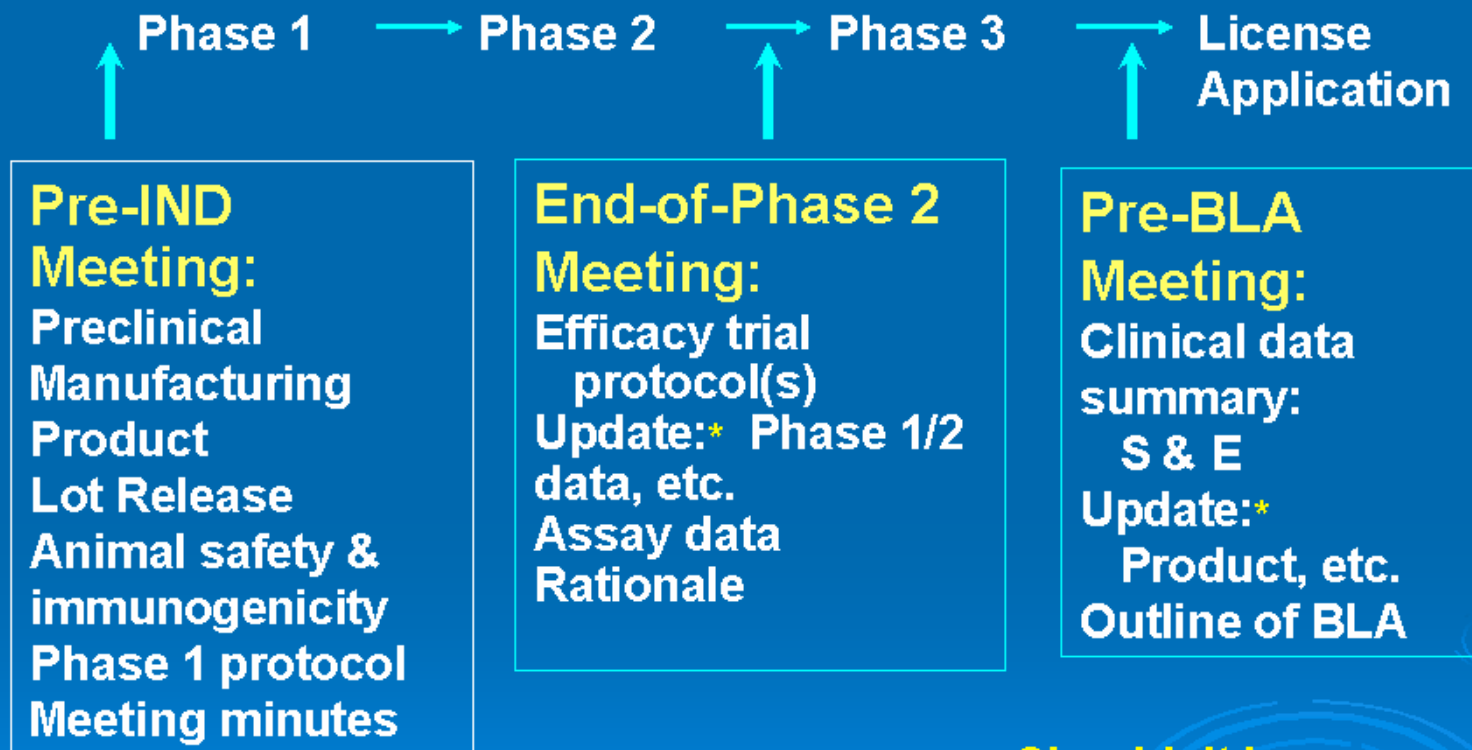 Phase 1 Phase 2 Phase 3 License
Application
Pre-IND
Meeting:
Preclinical
Manufacturing
Product
Lot Release
Animal safety &
immunogenicity
Phase 1 protocol
Meeting minutes
End-of-Phase 2
Meeting:
Efficacy trial
protocol(s)
Update:* Phase 1/2
data, etc.
Assay data
Rationale
Pre-BLA
Meeting:
Clinical data
summary:
S & E
Update:*
Product, etc.
Outline of BLA